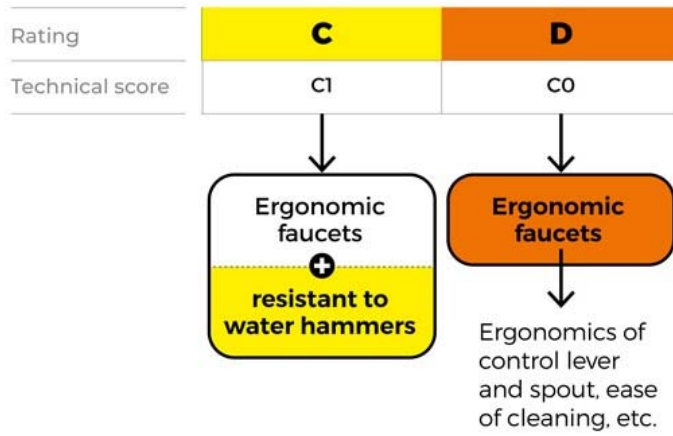 Rating C D
Technical score C1 C0
Ergonomic
faucets
+
resistant to
water hammers
Ergonomic
faucets
Ergonomics of
control lever
and spout, ease
of cleaning, etc.